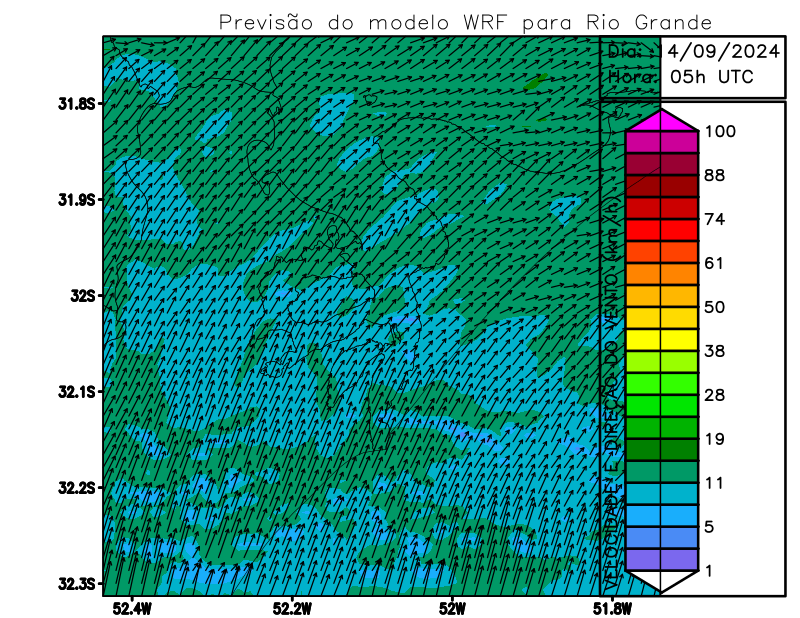 Previsão do modelo WRF para Rio Grande
Dia: 14/09/2024
Hora: 05h UTC
31.8S
31.9S
32S
32.1S
32.2S
32.3S
52.4W
52.2W
52W
51.8W
VELOCIDADE E DIREÇÃO DO VENTO (km/h)
100
88
74
61
50
38
28
19
11
5
1